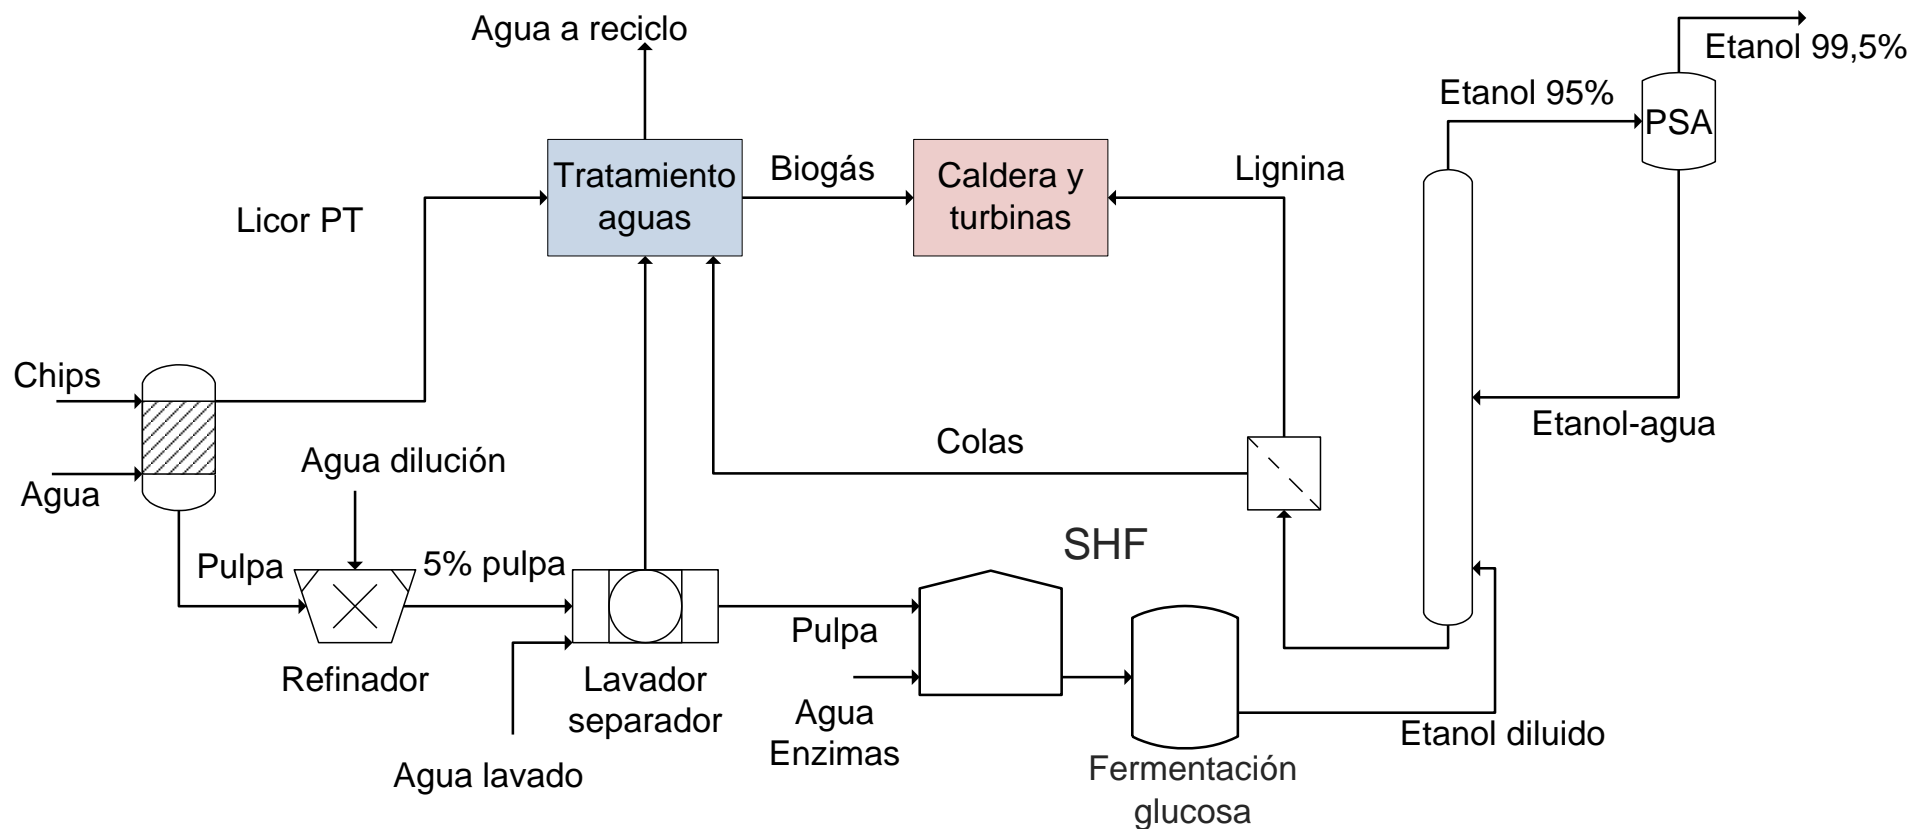 Agua a reciclo
Etanol 99,5%
Etanol 95%
PSA
Tratamiento
aguas
Biogás
Caldera y
turbinas
Lignina
Licor PT
Chips
Agua
Agua dilución
Colas
Etanol-agua
Pulpa
5% pulpa
SHF
Refinador
Lavador
separador
Pulpa
Agua
Enzimas
Agua lavado
Etanol diluido
Fermentación
glucosa